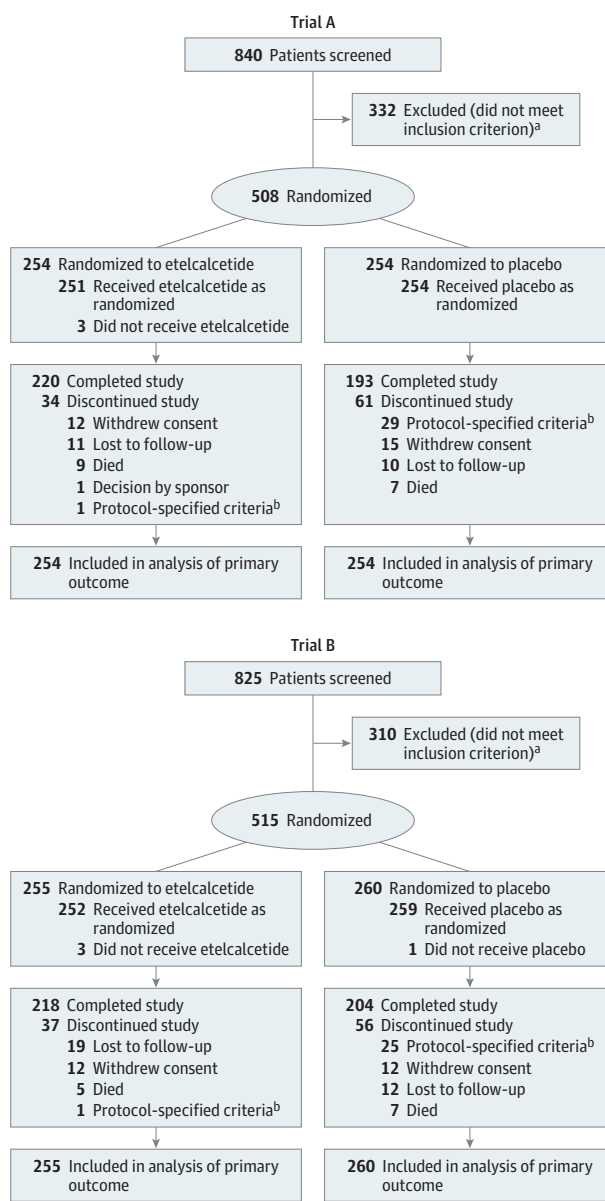 Trial A
840 Patients screened
332 Excluded (did not meet
inclusion criterion)a
508 Randomized
254 Randomized to etelcalcetide
251 Received etelcalcetide as
randomized
3 Did not receive etelcalcetide
254 Randomized to placebo
254 Received placebo as
randomized
220 Completed study
34 Discontinued study
12 Withdrew consent
11 Lost to follow-up
9 Died
1 Decision by sponsor
1 Protocol-specified criteriab
193 Completed study
61 Discontinued study
29 Protocol-specified criteriab
15 Withdrew consent
10 Lost to follow-up
7 Died
254 Included in analysis of primary
outcome
254 Included in analysis of primary
outcome
Trial B
825 Patients screened
310 Excluded (did not meet
inclusion criterion)a
515 Randomized
255 Randomized to etelcalcetide
252 Received etelcalcetide as
randomized
3 Did not receive etelcalcetide
260 Randomized to placebo
259 Received placebo as
randomized
1 Did not receive placebo
218 Completed study
37 Discontinued study
19 Lost to follow-up
12 Withdrew consent
5 Died
1 Protocol-specified criteriab
204 Completed study
56 Discontinued study
25 Protocol-specified criteriab
12 Withdrew consent
12 Lost to follow-up
7 Died
255 Included in analysis of primary
outcome
260 Included in analysis of primary
outcome